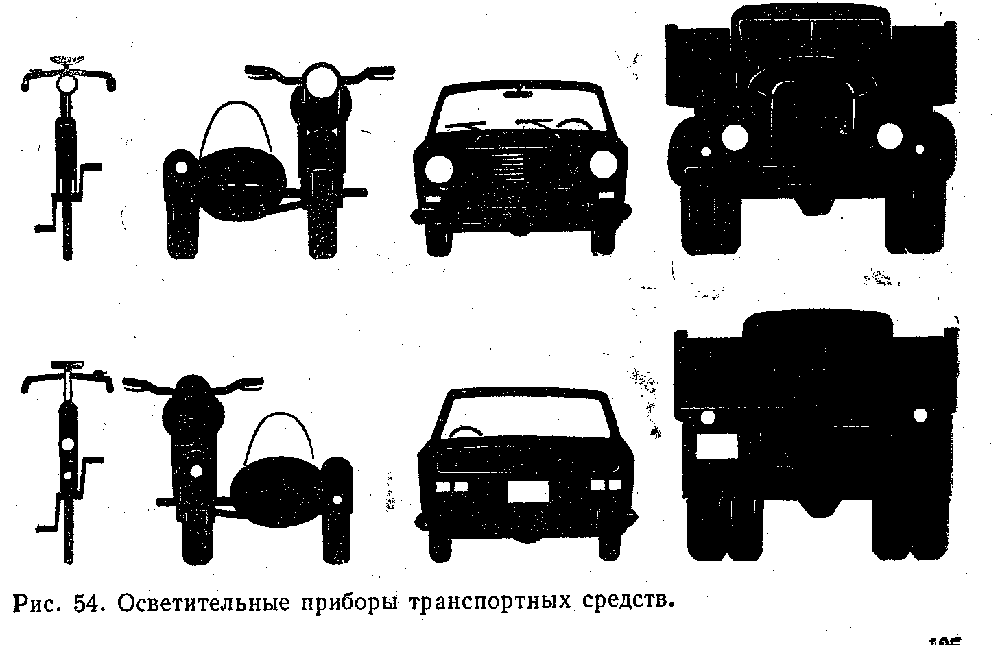 Рис. 54. Осветительные приборы транспортных средств.